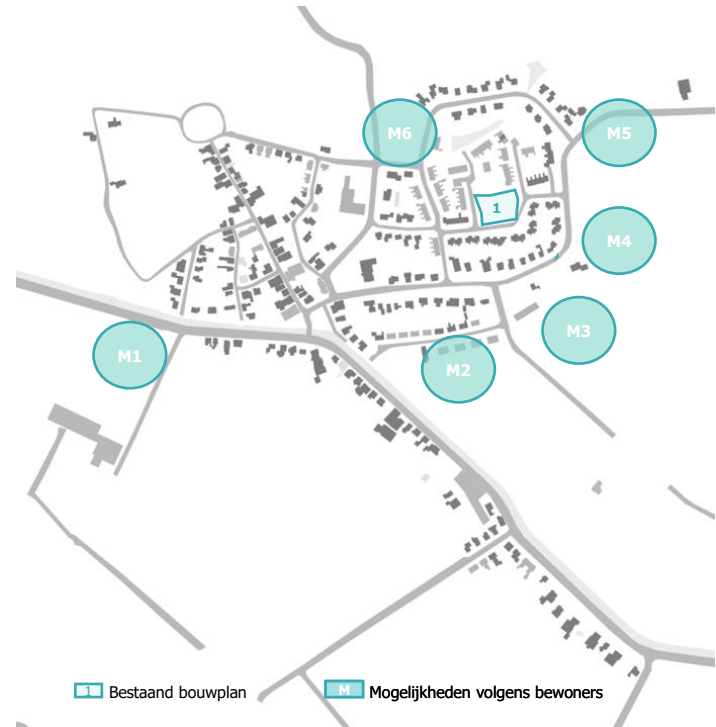 M6
M5
1
M4
M3
M1
M2
1 Bestaand bouwplan
M Mogelijkheden volgens bewoners